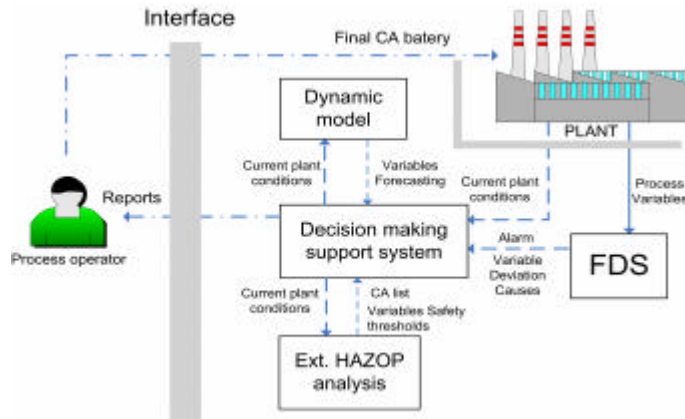 Interface
Final CA batery
PLANT
Dynamic
model
Current plant
conditions
Variables
Forecasting
Current plant
conditions
Process
Variables
Reports
Process operator
Decision making
support system
Alarm
Variable
Deviation
Causes
FDS
Current plant
conditions
CA list
Variables Safety
thresholds
Ext. HAZOP
analysis